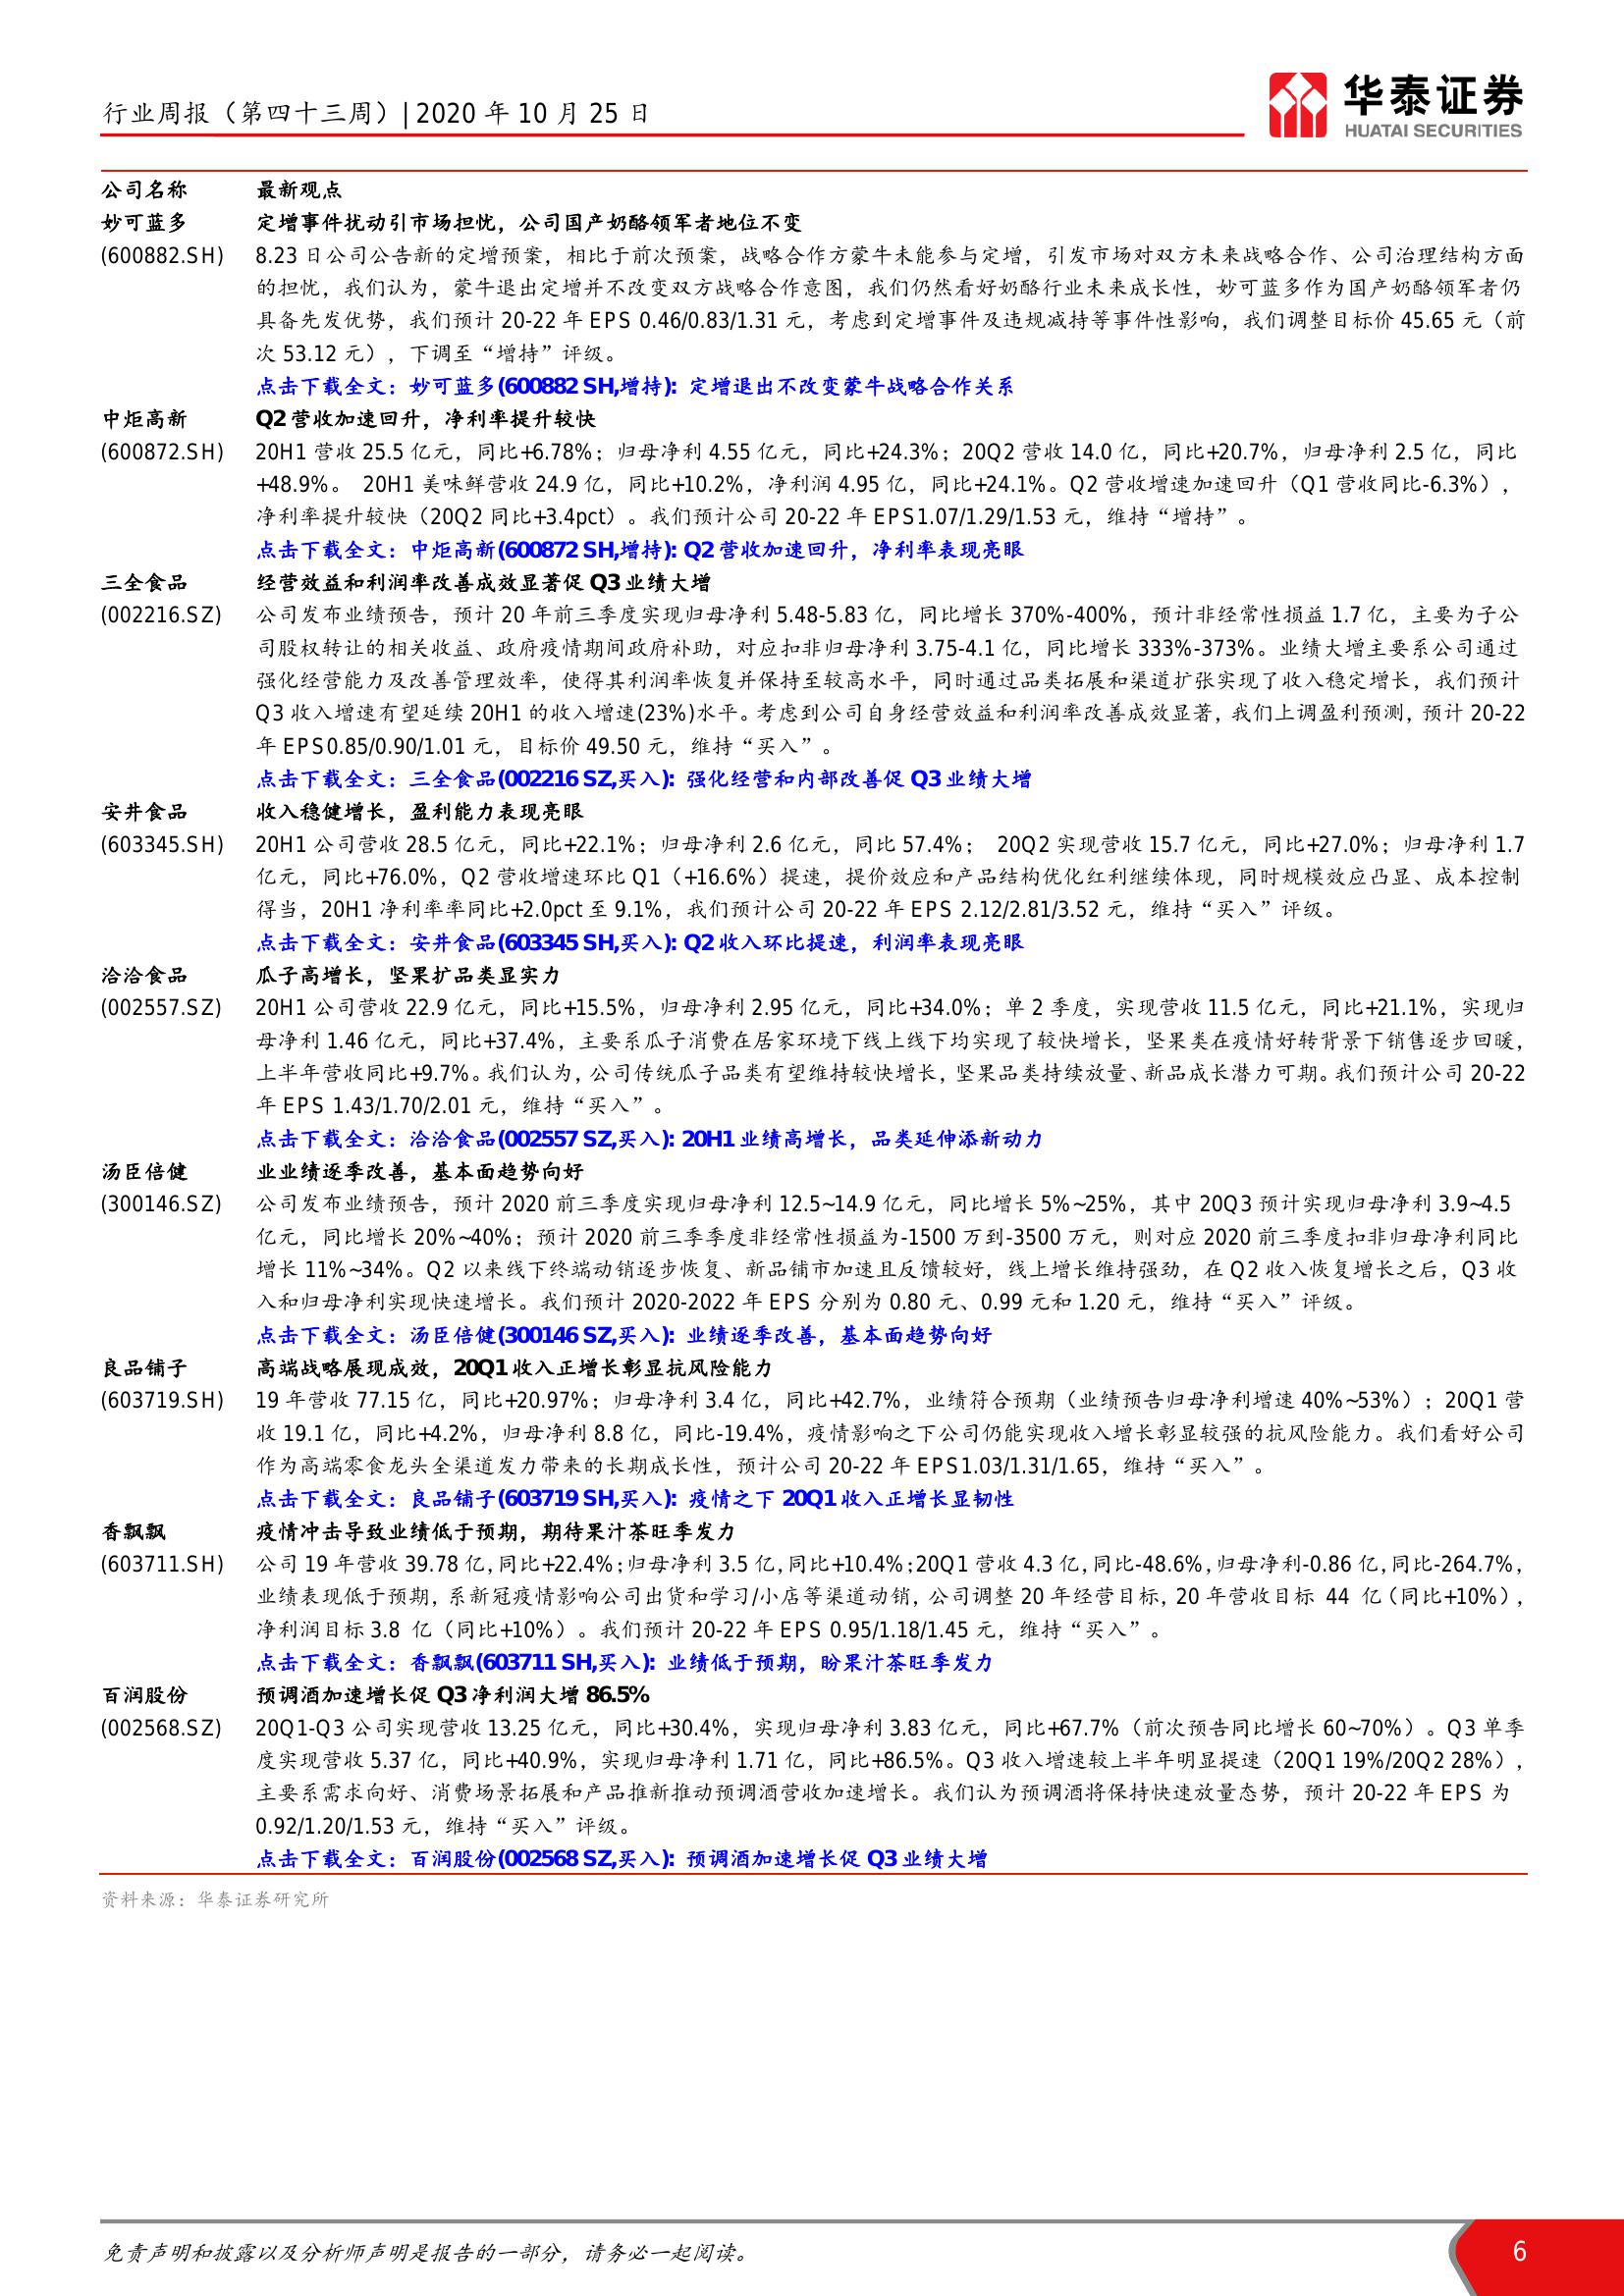 行业周报（第四十三周）| 2020 年 10 月 25 日
华泰证券
HUATAI SECURITIES
公司名称 最新观点
妙可蓝多 定增事件扰动引市场担忧，公司国产奶酪领军者地位不变
(600882.SH) 8.23 日公司公告新的定增预案，相比于前次预案，战略合作方蒙牛未能参与定增，引发市场对双方未来战略合作、公司治理结构方面
的担忧，我们认为，蒙牛退出定增并不改变双方战略合作意图，我们仍然看好奶酪行业未来成长性，妙可蓝多作为国产奶酪领军者仍
具备先发优势，我们预计 20-22 年 EPS 0.46/0.83/1.31 元，考虑到定增事件及违规减持等事件性影响，我们调整目标价 45.65 元（前
次 53.12 元），下调至“增持”评级。
点击下载全文：妙可蓝多(600882 SH,增持): 定增退出不改变蒙牛战略合作关系
中炬高新 Q2 营收加速回升，净利率提升较快
(600872.SH) 20H1 营收 25.5 亿元，同比+6.78%；归母净利 4.55 亿元，同比+24.3%；20Q2 营收 14.0 亿，同比+20.7%，归母净利 2.5 亿，同比
+48.9%。 20H1 美味鲜营收 24.9 亿，同比+10.2%，净利润 4.95 亿，同比+24.1%。Q2 营收增速加速回升（Q1 营收同比-6.3%），
净利率提升较快（20Q2 同比+3.4pct）。我们预计公司 20-22 年 EPS1.07/1.29/1.53 元，维持“增持”。
点击下载全文：中炬高新(600872 SH,增持): Q2 营收加速回升，净利率表现亮眼
三全食品 经营效益和利润率改善成效显著促 Q3 业绩大增
(002216.SZ) 公司发布业绩预告，预计 20 年前三季度实现归母净利 5.48-5.83 亿，同比增长 370%-400%，预计非经常性损益 1.7 亿，主要为子公
司股权转让的相关收益、政府疫情期间政府补助，对应扣非归母净利 3.75-4.1 亿，同比增长 333%-373%。业绩大增主要系公司通过
强化经营能力及改善管理效率，使得其利润率恢复并保持至较高水平，同时通过品类拓展和渠道扩张实现了收入稳定增长，我们预计
Q3 收入增速有望延续 20H1 的收入增速(23%)水平。考虑到公司自身经营效益和利润率改善成效显著，我们上调盈利预测，预计 20-22
年 EPS0.85/0.90/1.01 元，目标价 49.50 元，维持“买入”。
点击下载全文：三全食品(002216 SZ,买入): 强化经营和内部改善促 Q3 业绩大增
安井食品 收入稳健增长，盈利能力表现亮眼
(603345.SH) 20H1 公司营收 28.5 亿元，同比+22.1%；归母净利 2.6 亿元，同比 57.4%； 20Q2 实现营收 15.7 亿元，同比+27.0%；归母净利 1.7
亿元，同比+76.0%，Q2 营收增速环比 Q1（+16.6%）提速，提价效应和产品结构优化红利继续体现，同时规模效应凸显、成本控制
得当，20H1 净利率率同比+2.0pct 至 9.1%，我们预计公司 20-22 年 EPS 2.12/2.81/3.52 元，维持“买入”评级。
点击下载全文：安井食品(603345 SH,买入): Q2 收入环比提速，利润率表现亮眼
洽洽食品 瓜子高增长，坚果扩品类显实力
(002557.SZ) 20H1 公司营收 22.9 亿元，同比+15.5%，归母净利 2.95 亿元，同比+34.0%；单 2 季度，实现营收 11.5 亿元，同比+21.1%，实现归
母净利 1.46 亿元，同比+37.4%，主要系瓜子消费在居家环境下线上线下均实现了较快增长，坚果类在疫情好转背景下销售逐步回暖，
上半年营收同比+9.7%。我们认为，公司传统瓜子品类有望维持较快增长，坚果品类持续放量、新品成长潜力可期。我们预计公司 20-22
年 EPS 1.43/1.70/2.01 元，维持“买入”。
点击下载全文：洽洽食品(002557 SZ,买入): 20H1 业绩高增长，品类延伸添新动力
汤臣倍健 业业绩逐季改善，基本面趋势向好
(300146.SZ) 公司发布业绩预告，预计 2020 前三季度实现归母净利 12.5~14.9 亿元，同比增长 5%~25%，其中 20Q3 预计实现归母净利 3.9~4.5
亿元，同比增长 20%~40%；预计 2020 前三季季度非经常性损益为-1500 万到-3500 万元，则对应 2020 前三季度扣非归母净利同比
增长 11%~34%。Q2 以来线下终端动销逐步恢复、新品铺市加速且反馈较好，线上增长维持强劲，在 Q2 收入恢复增长之后，Q3 收
入和归母净利实现快速增长。我们预计 2020-2022 年 EPS 分别为 0.80 元、0.99 元和 1.20 元，维持“买入”评级。
点击下载全文：汤臣倍健(300146 SZ,买入): 业绩逐季改善，基本面趋势向好
良品铺子 高端战略展现成效，20Q1 收入正增长彰显抗风险能力
(603719.SH) 19 年营收 77.15 亿，同比+20.97%；归母净利 3.4 亿，同比+42.7%，业绩符合预期（业绩预告归母净利增速 40%~53%）；20Q1 营
收 19.1 亿，同比+4.2%，归母净利 8.8 亿，同比-19.4%，疫情影响之下公司仍能实现收入增长彰显较强的抗风险能力。我们看好公司
作为高端零食龙头全渠道发力带来的长期成长性，预计公司 20-22 年 EPS1.03/1.31/1.65，维持“买入”。
点击下载全文：良品铺子(603719 SH,买入): 疫情之下 20Q1 收入正增长显韧性
香飘飘 疫情冲击导致业绩低于预期，期待果汁茶旺季发力
(603711.SH) 公司 19 年营收 39.78 亿，同比+22.4%；归母净利 3.5 亿，同比+10.4%；20Q1 营收 4.3 亿，同比-48.6%，归母净利-0.86 亿，同比-264.7%，
业绩表现低于预期，系新冠疫情影响公司出货和学习/小店等渠道动销，公司调整 20 年经营目标，20 年营收目标 44 亿（同比+10%），
净利润目标 3.8 亿（同比+10%）。我们预计 20-22 年 EPS 0.95/1.18/1.45 元，维持“买入”。
点击下载全文：香飘飘(603711 SH,买入): 业绩低于预期，盼果汁茶旺季发力
百润股份 预调酒加速增长促 Q3 净利润大增 86.5%
(002568.SZ) 20Q1-Q3 公司实现营收 13.25 亿元，同比+30.4%，实现归母净利 3.83 亿元，同比+67.7%（前次预告同比增长 60~70%）。Q3 单季
度实现营收 5.37 亿，同比+40.9%，实现归母净利 1.71 亿，同比+86.5%。Q3 收入增速较上半年明显提速（20Q1 19%/20Q2 28%），
主要系需求向好、消费场景拓展和产品推新推动预调酒营收加速增长。我们认为预调酒将保持快速放量态势，预计 20-22 年 EPS 为
0.92/1.20/1.53 元，维持“买入”评级。
点击下载全文：百润股份(002568 SZ,买入): 预调酒加速增长促 Q3 业绩大增
资料来源：华泰证券研究所
免责声明和披露以及分析师声明是报告的一部分，请务必一起阅读。
6